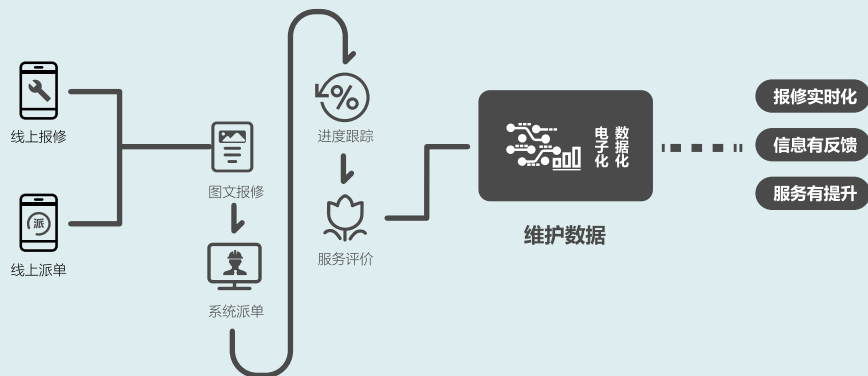 线上报修
派
线上派单
图文报修
系统派单
进度跟踪
服务评价
电子化
数据化
维护数据
报修实时化
信息有反馈
服务有提升